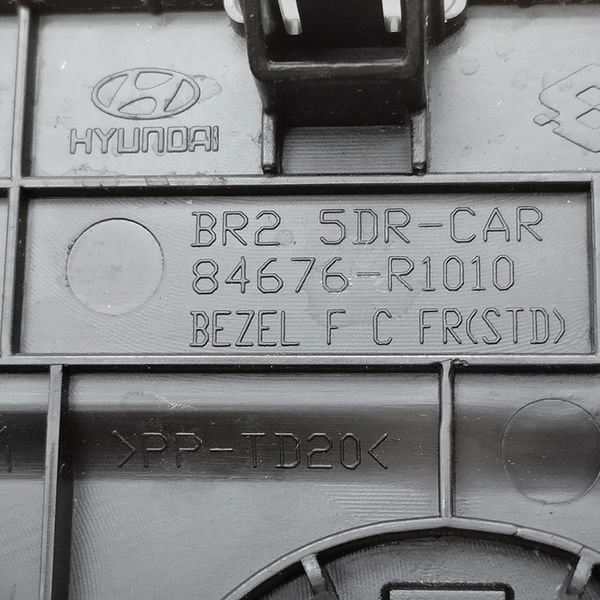 HYUNDAI
BR2 5DR-CAR
84676-R1010
BEZEL F C FR(STD)
>PP-TD20<